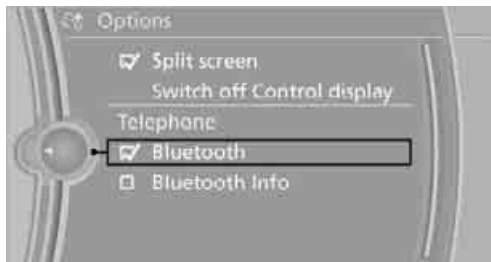 Options
Split screen
Switch off Control display
Telephone
Bluetooth
Bluetooth Info